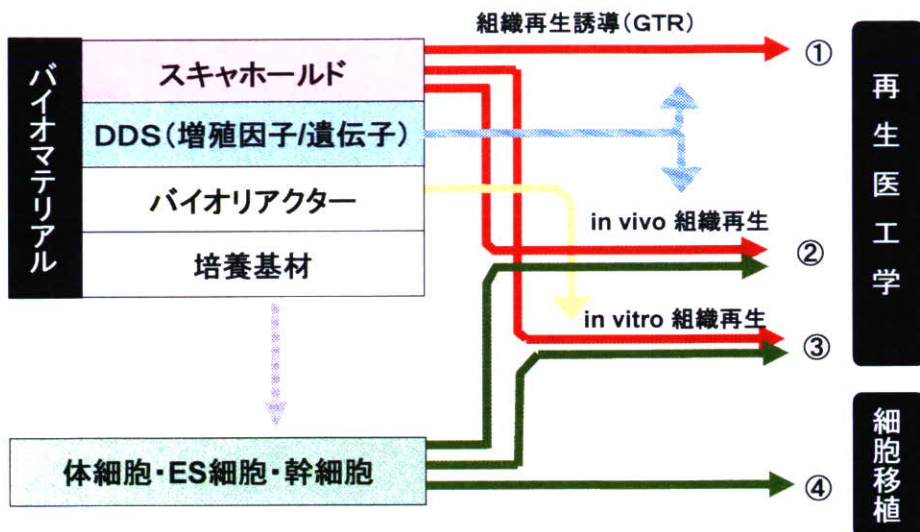 組織再生誘導(GTR)
バイオマテリアル
スキャホールド
DDS(増殖因子/遺伝子)
バイオリアクター
培養基材
in vivo 組織再生
in vitro 組織再生
体細胞・ES細胞・幹細胞
①
②
③
④
再生医工学
細胞移植